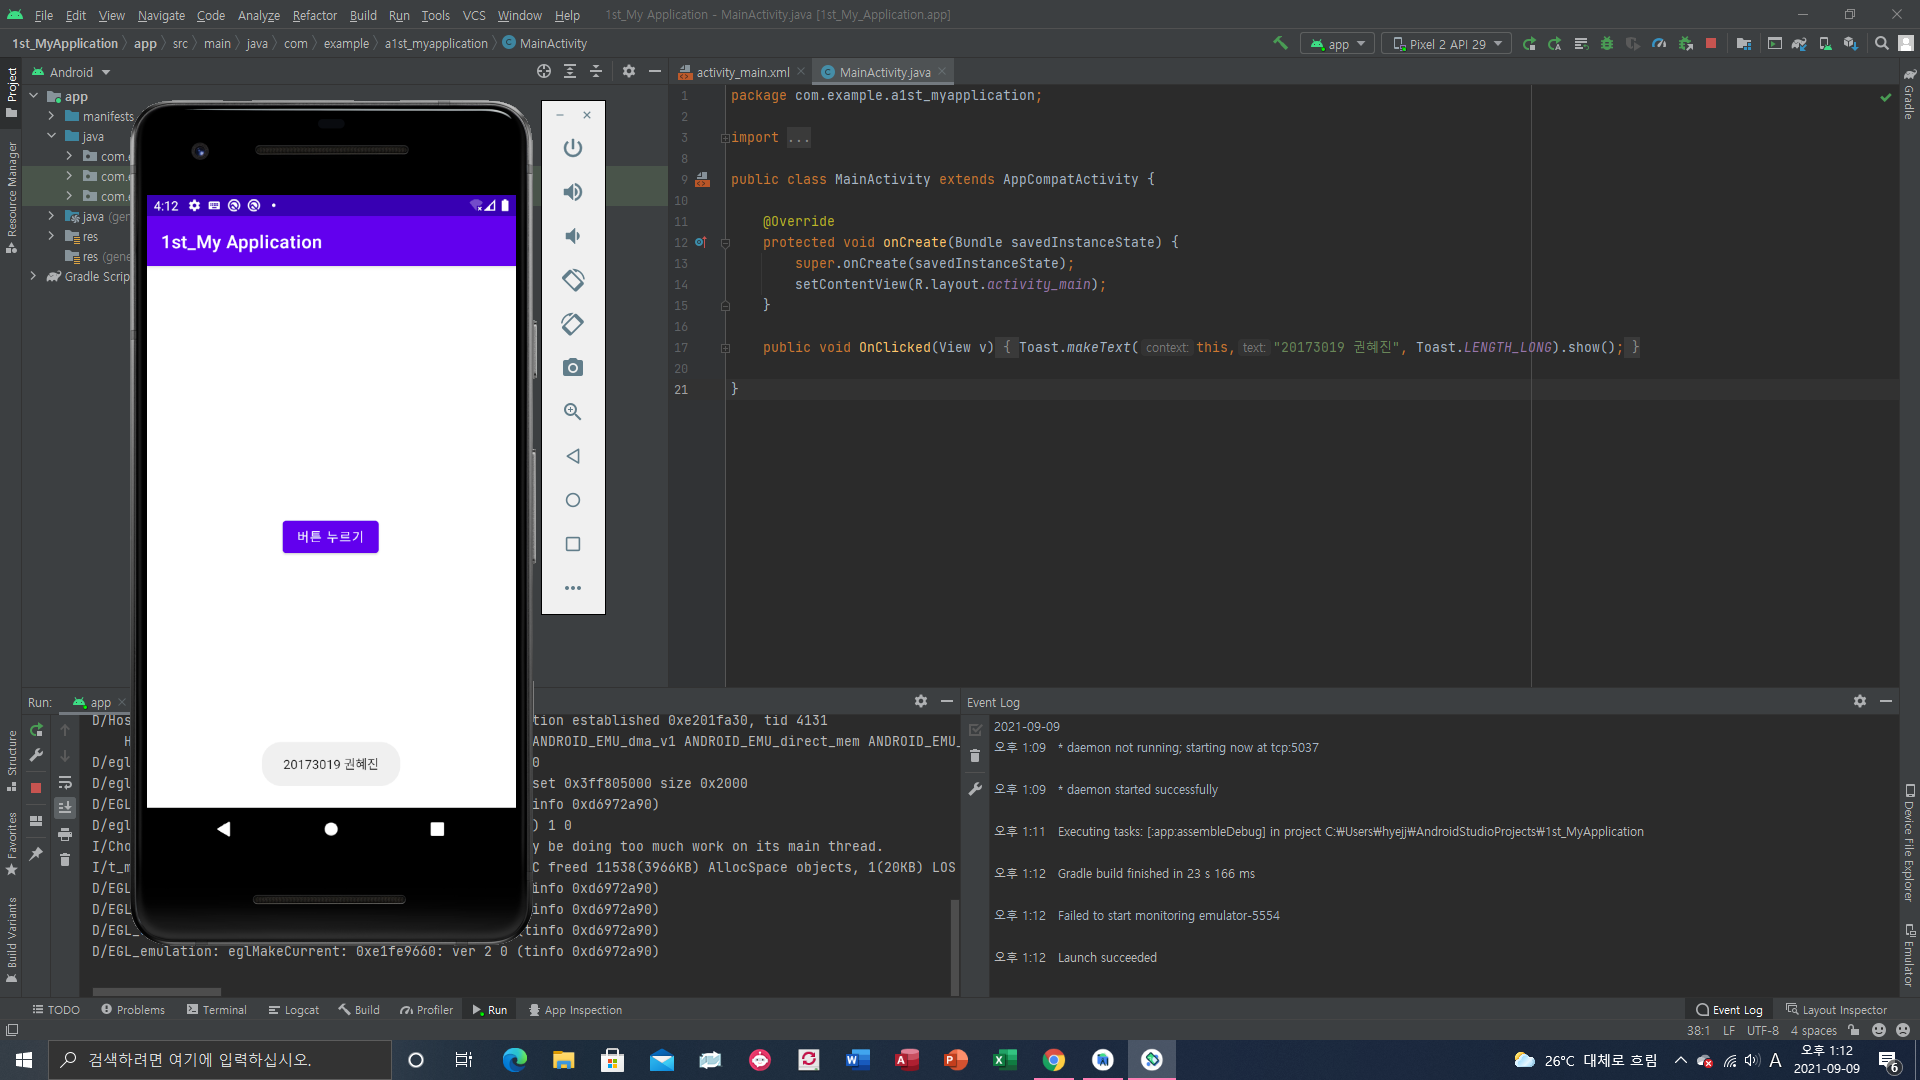 File Edit View Navigate Code Analyze Refactor Build Run Tools VCS Window Help 1st_My Application - MainActivity.java [1st_My_Application.app]
1st_MyApplication app src main java com example a1st_myapplication MainActivity app Pixel 2 API 29
Project
Resource Manager
Structure
Favorites
Build Variants
Android
app
manifests
java
com.
com.
com.
java (gen
res
res (gene
Gradle Scrip
4:12
1st_My Application
버튼 누르기
20173019 권혜진
activity_main.xml MainActivity.java
1 package com.example.a1st_myapplication;
2
3 import ...
8
9 public class MainActivity extends AppCompatActivity {
10
11 @Override
12 protected void onCreate(Bundle savedInstanceState) {
13 super.onCreate(savedInstanceState);
14 setContentView(R.layout.activity_main);
15 }
16
17 public void OnClicked(View v) { Toast.makeText( context: this, text: "20173019 권혜진", Toast.LENGTH_LONG).show(); }
20
21 }
Gradle
Device File Explorer
Emulator
Run: app
D/Hos tion established 0xe201fa30, tid 4131
H ANDROID_EMU_dma_v1 ANDROID_EMU_direct_mem ANDROID_EMU_
D/egl 0
D/egl set 0x3ff805000 size 0x2000
D/EGL info 0xd6972a90)
D/egl ) 1 0
I/Cho y be doing too much work on its main thread.
I/t_m C freed 11538(3966KB) AllocSpace objects, 1(20KB) LOS
D/EGL info 0xd6972a90)
D/EGL info 0xd6972a90)
D/EGL_ (tinfo 0xd6972a90)
D/EGL_emulation: eglMakeCurrent: 0xe1fe9660: ver 2 0 (tinfo 0xd6972a90)
Event Log
2021-09-09
오후 1:09 * daemon not running; starting now at tcp:5037
오후 1:09 * daemon started successfully
오후 1:11 Executing tasks: [:app:assembleDebug] in project C:₩Users₩hyejj₩AndroidStudioProjects₩1st_MyApplication
오후 1:12 Gradle build finished in 23 s 166 ms
오후 1:12 Failed to start monitoring emulator-5554
오후 1:12 Launch succeeded
TODO Problems Terminal Logcat Build Profiler Run App Inspection Event Log Layout Inspector
38:1 LF UTF-8 4 spaces
검색하려면 여기에 입력하십시오. 26°C 대체로 흐림 A 오후 1:12
2021-09-09 6